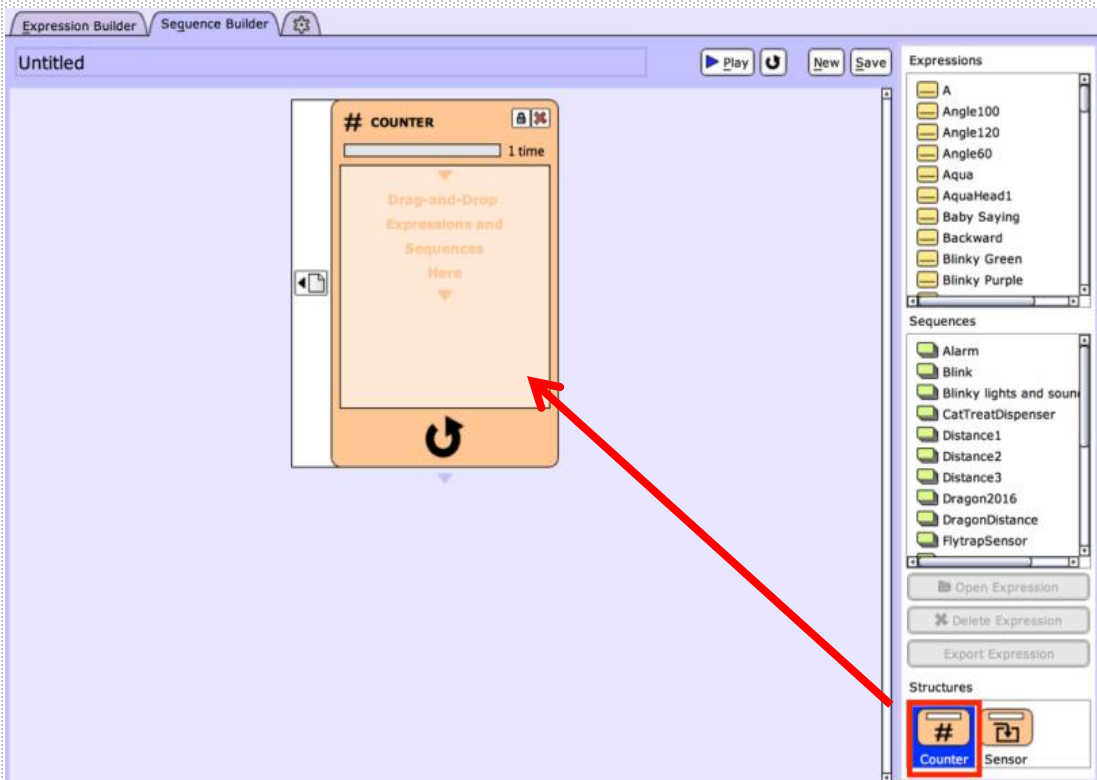 Expression Builder Sequence Builder
Untitled
Play New Save
# COUNTER
1 time
Drag-and-Drop
Expressions and
Sequences
Here
Expressions
A
Angle100
Angle120
Angle60
Aqua
AquaHead1
Baby Saying
Backward
Blinky Green
Blinky Purple
Sequences
Alarm
Blink
Blinky lights and soun
CatTreatDispenser
Distance1
Distance2
Distance3
Dragon2016
DragonDistance
FlytrapSensor
Open Expression
Delete Expression
Export Expression
Structures
#
Counter Sensor